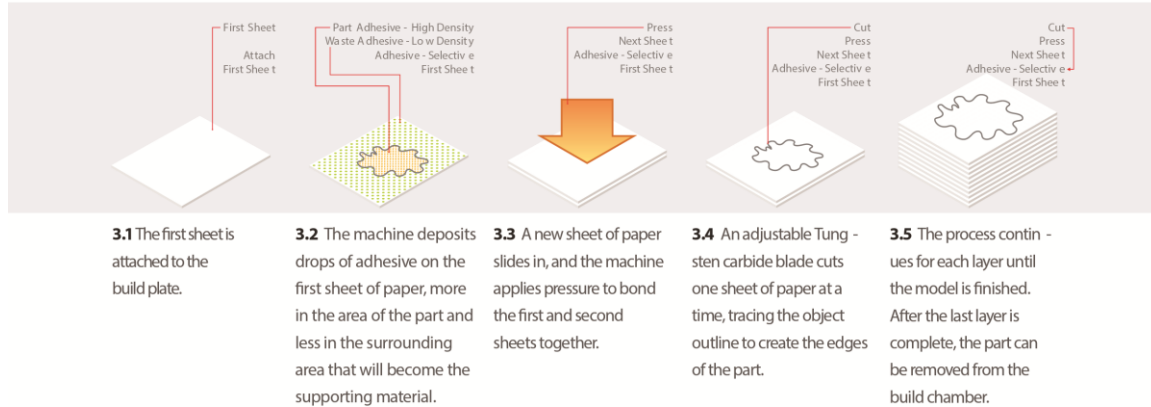 First Sheet
Attach
First Shee t
Part Adhesive - High Density
Waste Adhesive - Lo w Densit y
Adhesive - Selectiv e
First Shee t
Press
Next Shee t
Adhesive - Selectiv e
First Shee t
Cut
Press
Next Shee t
Adhesive - Selectiv e
First Shee t
Cut
Press
Next Shee t
Adhesive - Selectiv e
First Shee t
3.1 The first sheet is
attached to the
build plate.
3.2 The machine deposits
drops of adhesive on the
first sheet of paper, more
in the area of the part and
less in the surrounding
area that will become the
supporting material.
3.3 A new sheet of paper
slides in, and the machine
applies pressure to bond
the first and second
sheets together.
3.4 An adjustable Tung -
sten carbide blade cuts
one sheet of paper at a
time, tracing the object
outline to create the edges
of the part.
3.5 The process contin -
ues for each layer until
the model is finished.
After the last layer is
complete, the part can
be removed from the
build chamber.